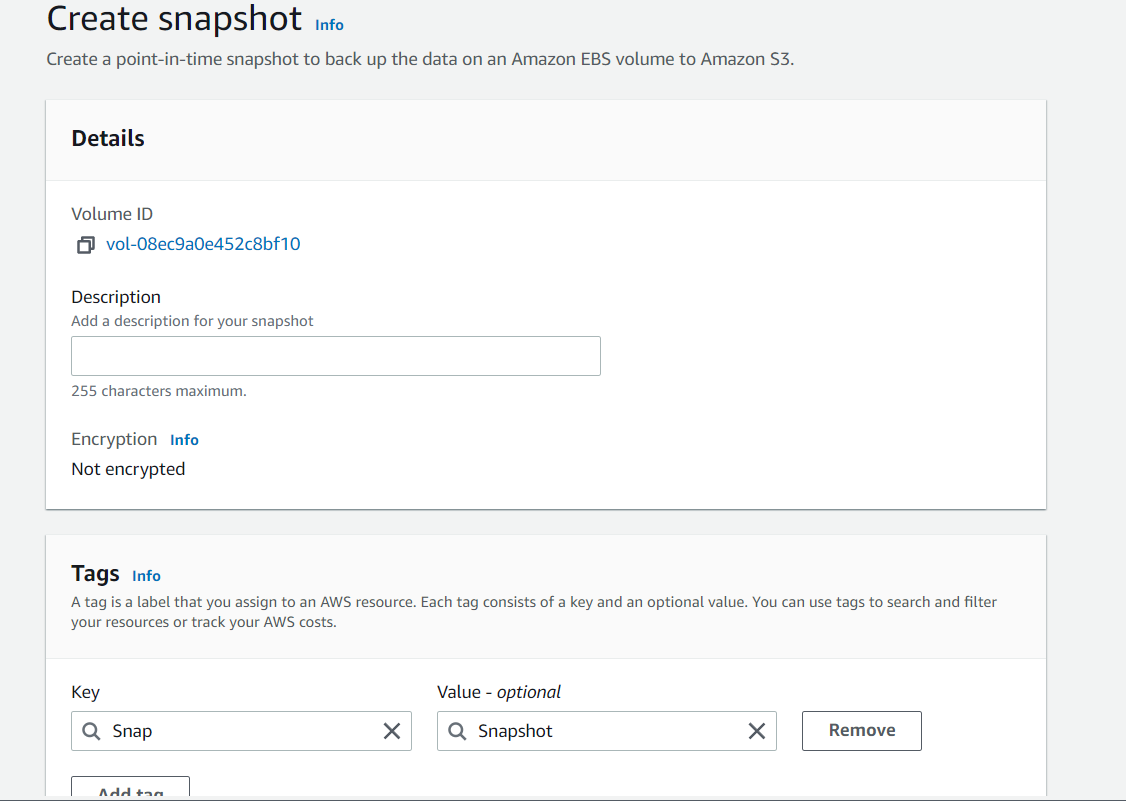 Create snapshot Info
Create a point-in-time snapshot to back up the data on an Amazon EBS volume to Amazon S3.
Details
Volume ID
vol-08ec9a0e452c8bf10
Description
Add a description for your snapshot
255 characters maximum.
Encryption Info
Not encrypted
Tags Info
A tag is a label that you assign to an AWS resource. Each tag consists of a key and an optional value. You can use tags to search and filter
your resources or track your AWS costs.
Key Value - optional
Snap Snapshot Remove
Add tag